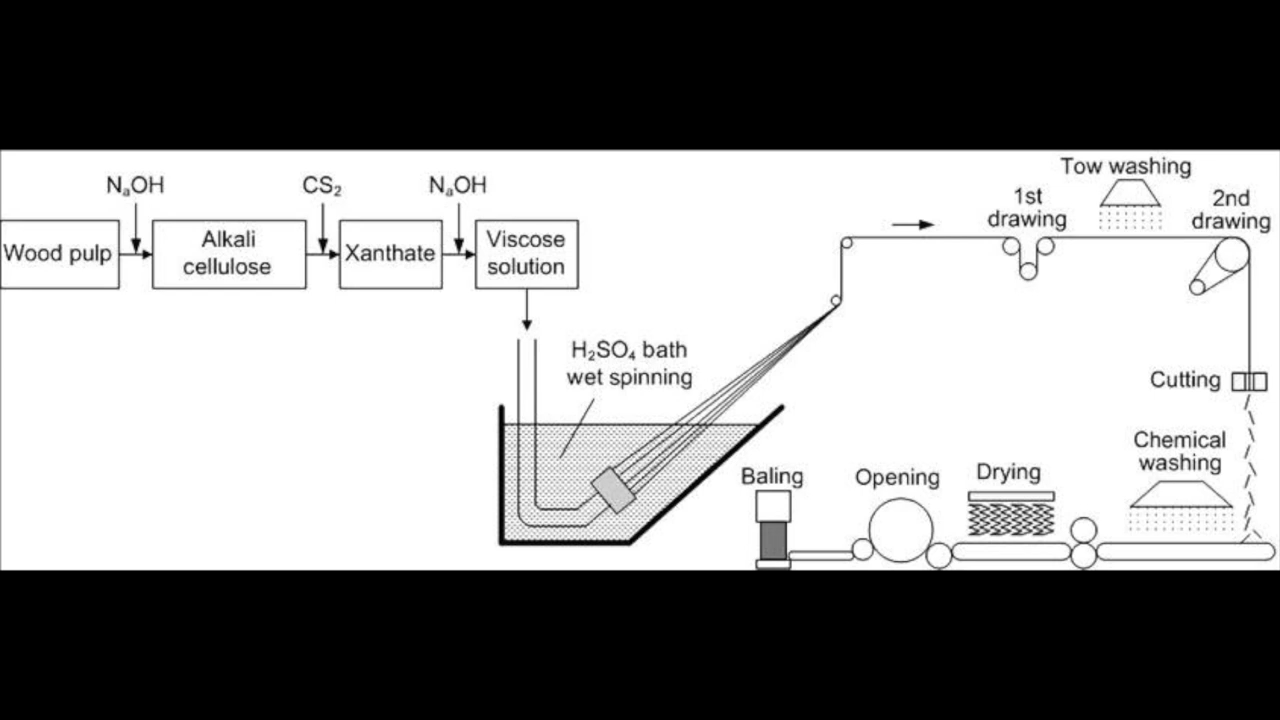 NaOH
CS₂
NaOH
Wood pulp
Alkali
cellulose
Xanthate
Viscose
solution
H₂SO₄ bath
wet spinning
1st
drawing
Tow washing
2nd
drawing
Cutting
Chemical
washing
Drying
Opening
Baling